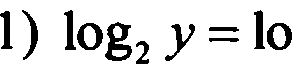 1) log₂ y = lo